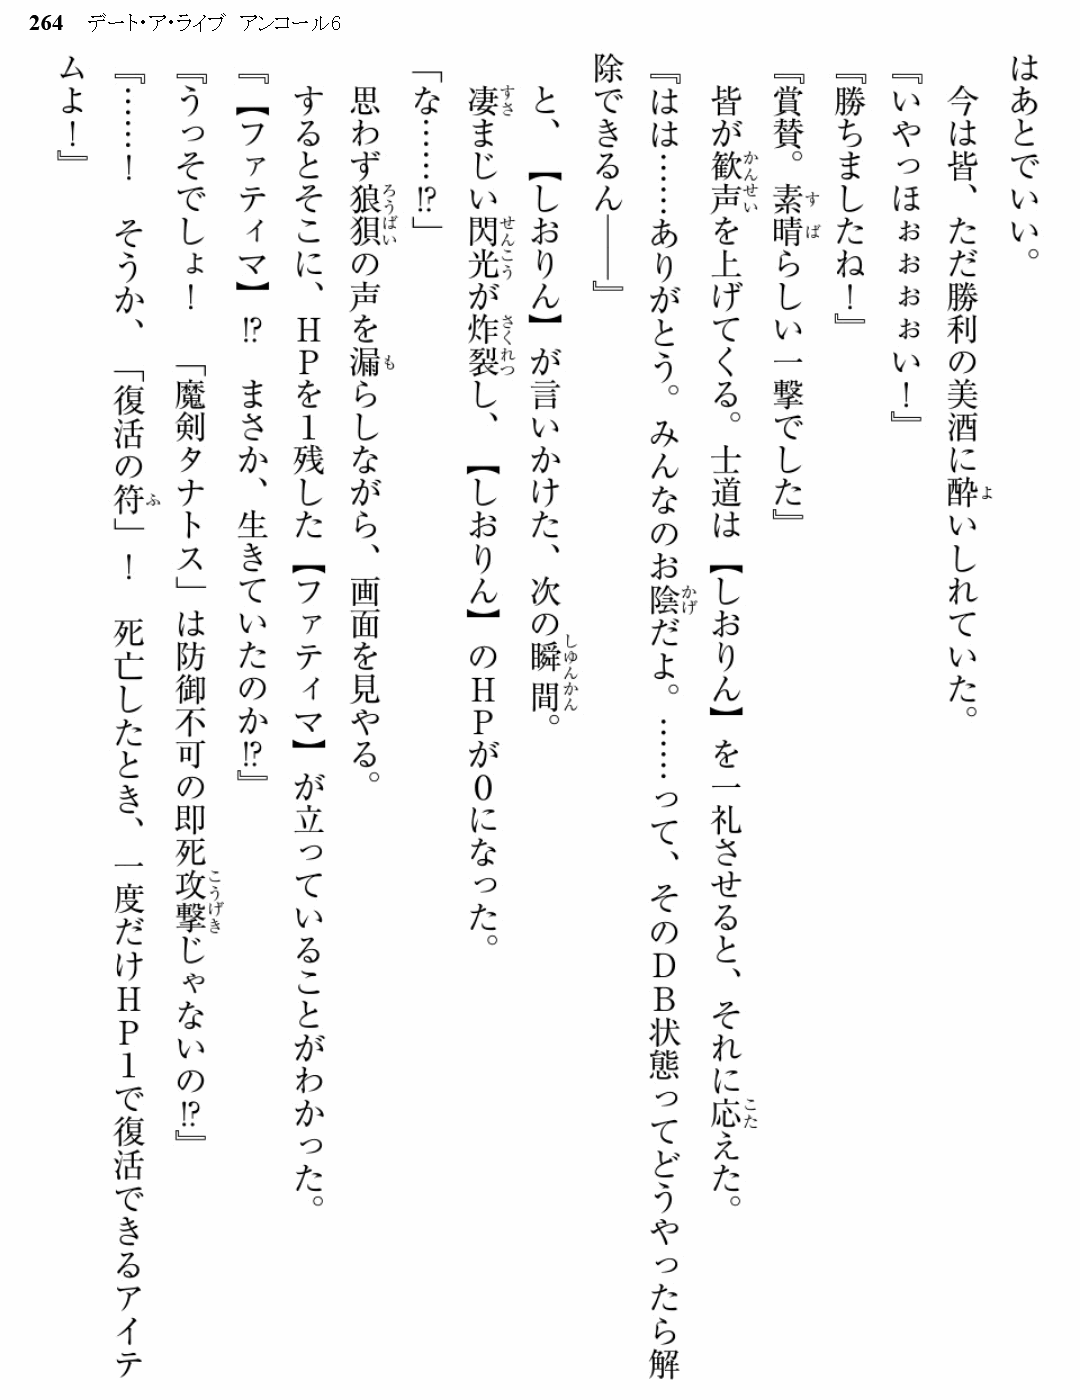 264 デート・ア・ライブ アンコール6
はあとでいい。
今は皆、ただ勝利の美酒に酔いしれていた。
『いやっほぉぉぉぉい！』
『勝ちましたね！』
『賞賛。素晴らしい一撃でした』
皆が歓声を上げてくる。士道は【しおりん】を一礼させると、それに応えた。
『はは……ありがとう。みんなのお陰だよ。……って、そのＤＢ状態ってどうやったら解
除できるん――』
と、【しおりん】が言いかけた、次の瞬間。
凄まじい閃光が炸裂し、【しおりん】のＨＰが０になった。
「な……!?」
思わず狼狽の声を漏らしながら、画面を見やる。
するとそこに、ＨＰを１残した【ファティマ】が立っていることがわかった。
『【ファティマ】!?　まさか、生きていたのか!?』
『うっそでしょ！　「魔剣タナトス」は防御不可の即死攻撃じゃないの!?』
『……！　そうか、「復活の符」！　死亡したとき、一度だけＨＰ１で復活できるアイテ
ムよ！』